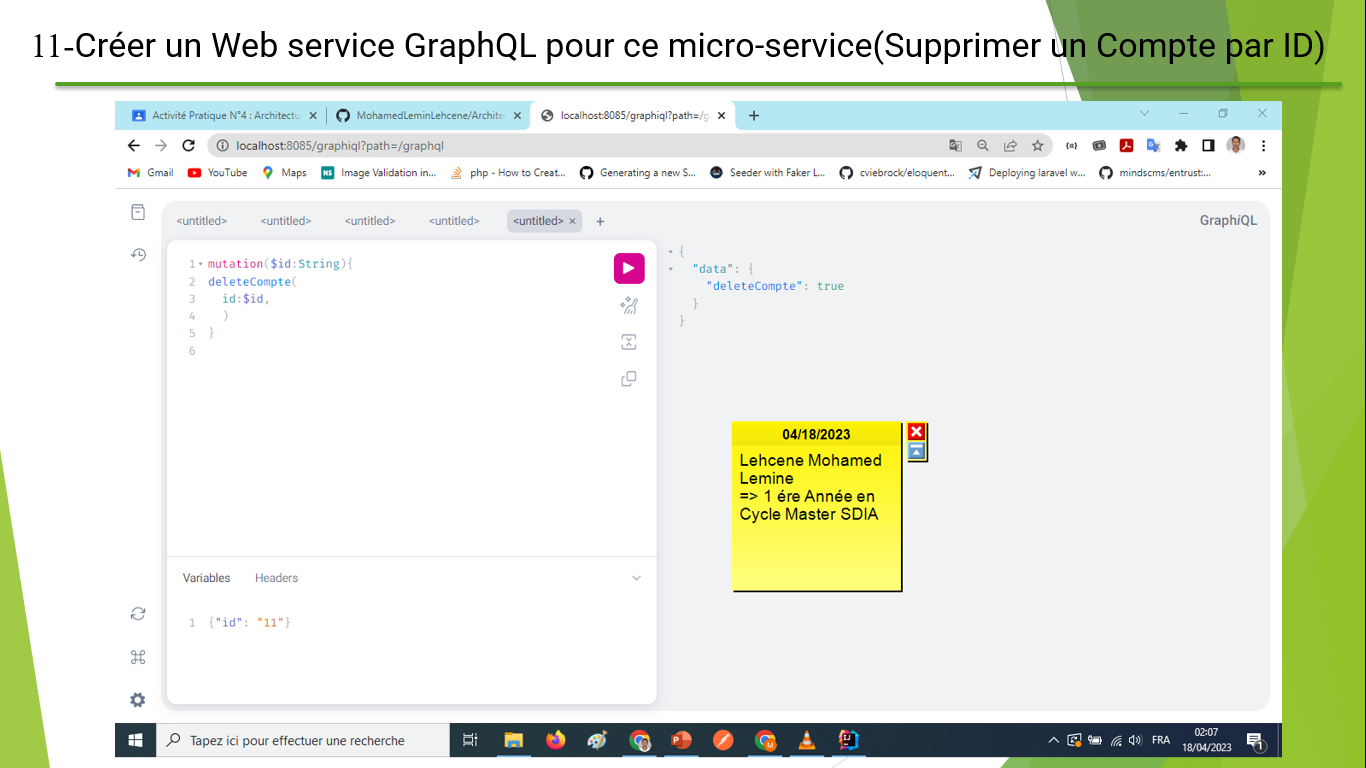 11-Créer un Web service GraphQL pour ce micro-service(Supprimer un Compte par ID)
Activité Pratique N°4 : Architectu
MohamedLeminLehcene/Archite
localhost:8085/graphiql?path=/g
localhost:8085/graphiql?path=/graphql
Gmail
YouTube
Maps
Image Validation in...
php - How to Creat...
Generating a new S...
Seeder with Faker L...
cviebrock/eloquent...
Deploying laravel w...
mindscms/entrust:...
»
<untitled>
<untitled>
<untitled>
<untitled>
<untitled>
GraphiQL
1 mutation($id:String){
2 deleteCompte(
3 id:$id,
4 )
5 }
6
{
"data": {
"deleteCompte": true
}
}
04/18/2023
Lehcene Mohamed
Lemine
=> 1 ére Année en
Cycle Master SDIA
Variables
Headers
1 {"id": "11"}
Tapez ici pour effectuer une recherche
FRA
02:07
18/04/2023
1